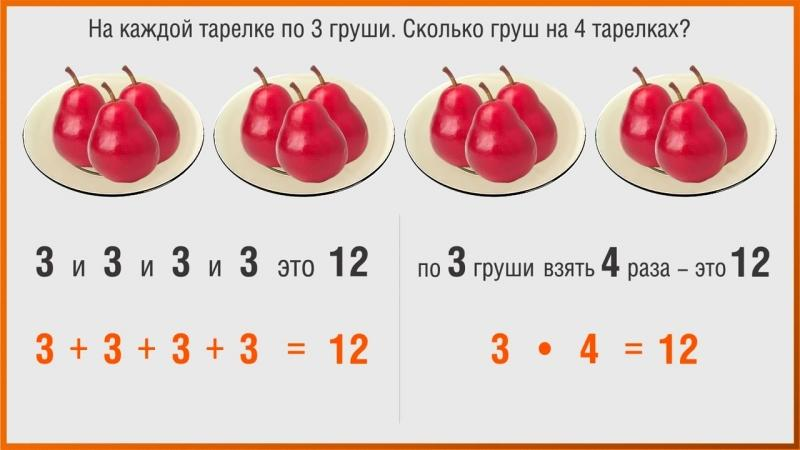 На каждой тарелке по 3 груши. Сколько груш на 4 тарелках?
3 и 3 и 3 и 3 это 12
3 + 3 + 3 + 3 = 12
по 3 груши взять 4 раза – это 12
3 • 4 = 12